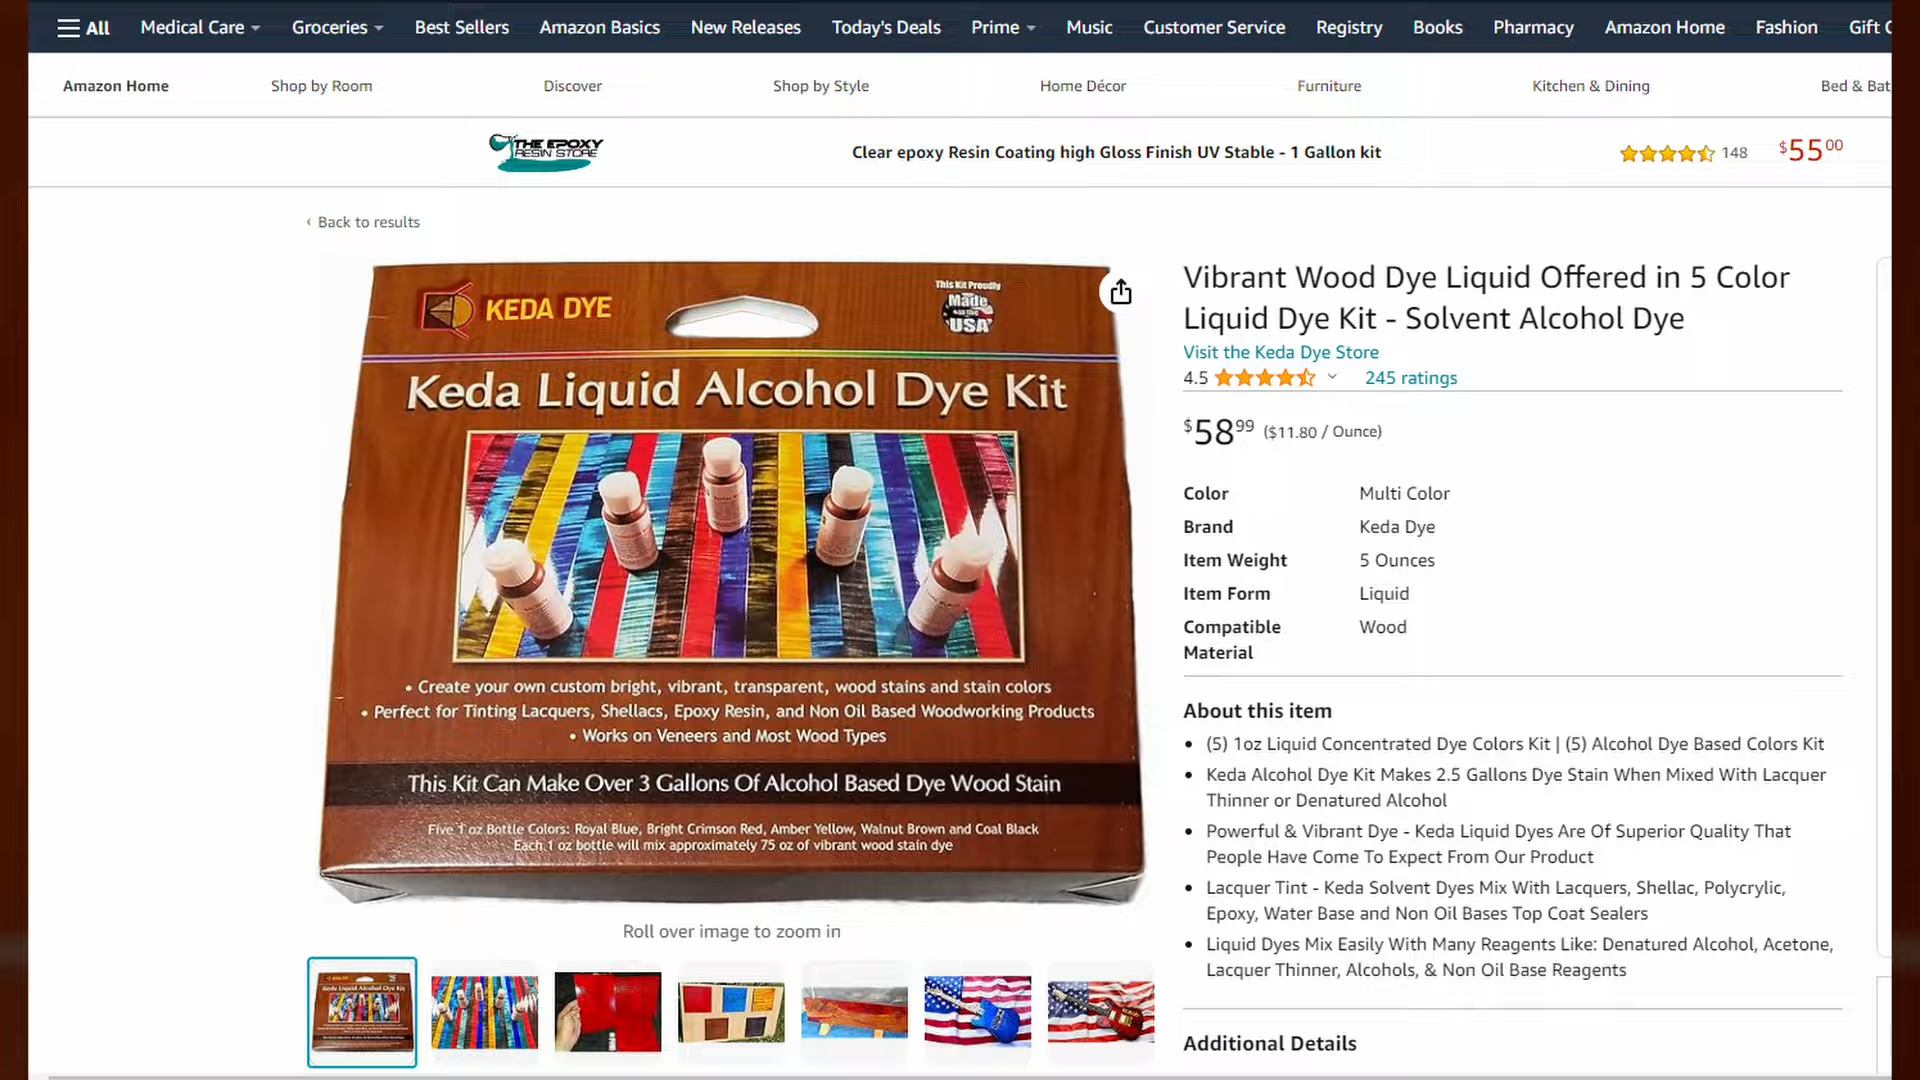 All
Medical Care
Groceries
Best Sellers
Amazon Basics
New Releases
Today's Deals
Prime
Music
Customer Service
Registry
Books
Pharmacy
Amazon Home
Fashion
Gift
Amazon Home
Shop by Room
Discover
Shop by Style
Home Décor
Furniture
Kitchen & Dining
Bed & Bat
THE EPOXY
RESIN STORE
Clear epoxy Resin Coating high Gloss Finish UV Stable - 1 Gallon kit
148
$5500
‹ Back to results
KEDA DYE
This Kit Proudly
Made
in the
USA
Keda Liquid Alcohol Dye Kit
• Create your own custom bright, vibrant, transparent, wood stains and stain colors
• Perfect for Tinting Lacquers, Shellacs, Epoxy Resin, and Non Oil Based Woodworking Products
• Works on Veneers and Most Wood Types
This Kit Can Make Over 3 Gallons Of Alcohol Based Dye Wood Stain
Five 1 oz Bottle Colors: Royal Blue, Bright Crimson Red, Amber Yellow, Walnut Brown and Coal Black
Each 1 oz bottle will mix approximately 75 oz of vibrant wood stain dye
Roll over image to zoom in
Vibrant Wood Dye Liquid Offered in 5 Color
Liquid Dye Kit - Solvent Alcohol Dye
Visit the Keda Dye Store
4.5
245 ratings
$5899 ($11.80 / Ounce)
Color Multi Color
Brand Keda Dye
Item Weight 5 Ounces
Item Form Liquid
Compatible Wood
Material
About this item
• (5) 1oz Liquid Concentrated Dye Colors Kit | (5) Alcohol Dye Based Colors Kit
• Keda Alcohol Dye Kit Makes 2.5 Gallons Dye Stain When Mixed With Lacquer
Thinner or Denatured Alcohol
• Powerful & Vibrant Dye - Keda Liquid Dyes Are Of Superior Quality That
People Have Come To Expect From Our Product
• Lacquer Tint - Keda Solvent Dyes Mix With Lacquers, Shellac, Polycrylic,
Epoxy, Water Base and Non Oil Bases Top Coat Sealers
• Liquid Dyes Mix Easily With Many Reagents Like: Denatured Alcohol, Acetone,
Lacquer Thinner, Alcohols, & Non Oil Base Reagents
Additional Details